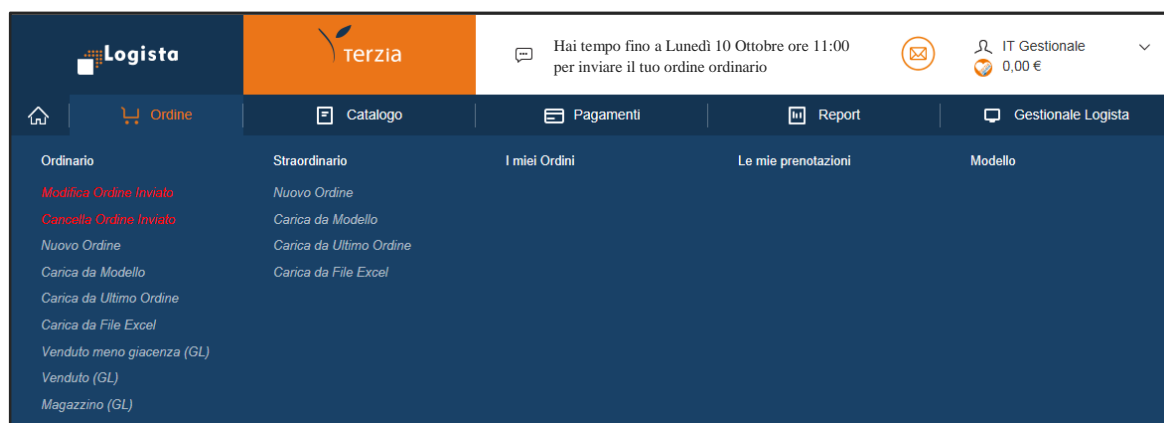 Logista
Terzia
Hai tempo fino a Lunedì 10 Ottobre ore 11:00
per inviare il tuo ordine ordinario
IT Gestionale
0,00 €
Ordine
Catalogo
Pagamenti
Report
Gestionale Logista
Ordinario
Modifica Ordine Inviato
Cancella Ordine Inviato
Nuovo Ordine
Carica da Modello
Carica da Ultimo Ordine
Carica da File Excel
Venduto meno giacenza (GL)
Venduto (GL)
Magazzino (GL)
Straordinario
Nuovo Ordine
Carica da Modello
Carica da Ultimo Ordine
Carica da File Excel
I miei Ordini
Le mie prenotazioni
Modello